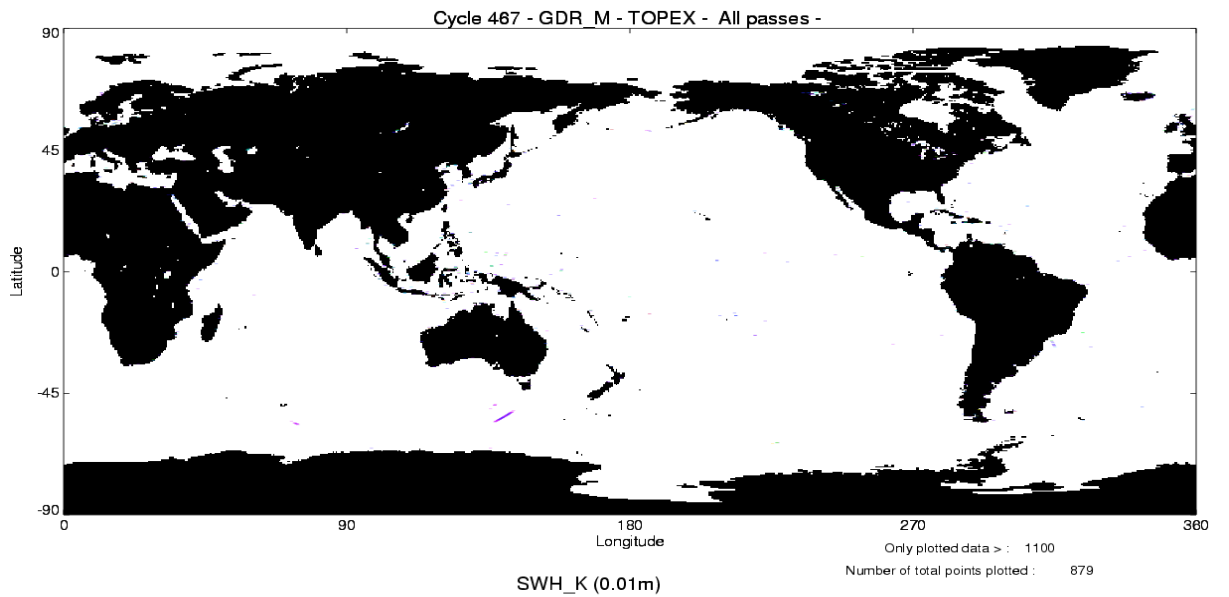 Cycle 467 - GDR_M - TOPEX - All passes -
90
45
0
-45
-90
Latitude
0 90 180 270 360
Longitude
Only plotted data > : 1100
Number of total points plotted : 879
SWH_K (0.01m)